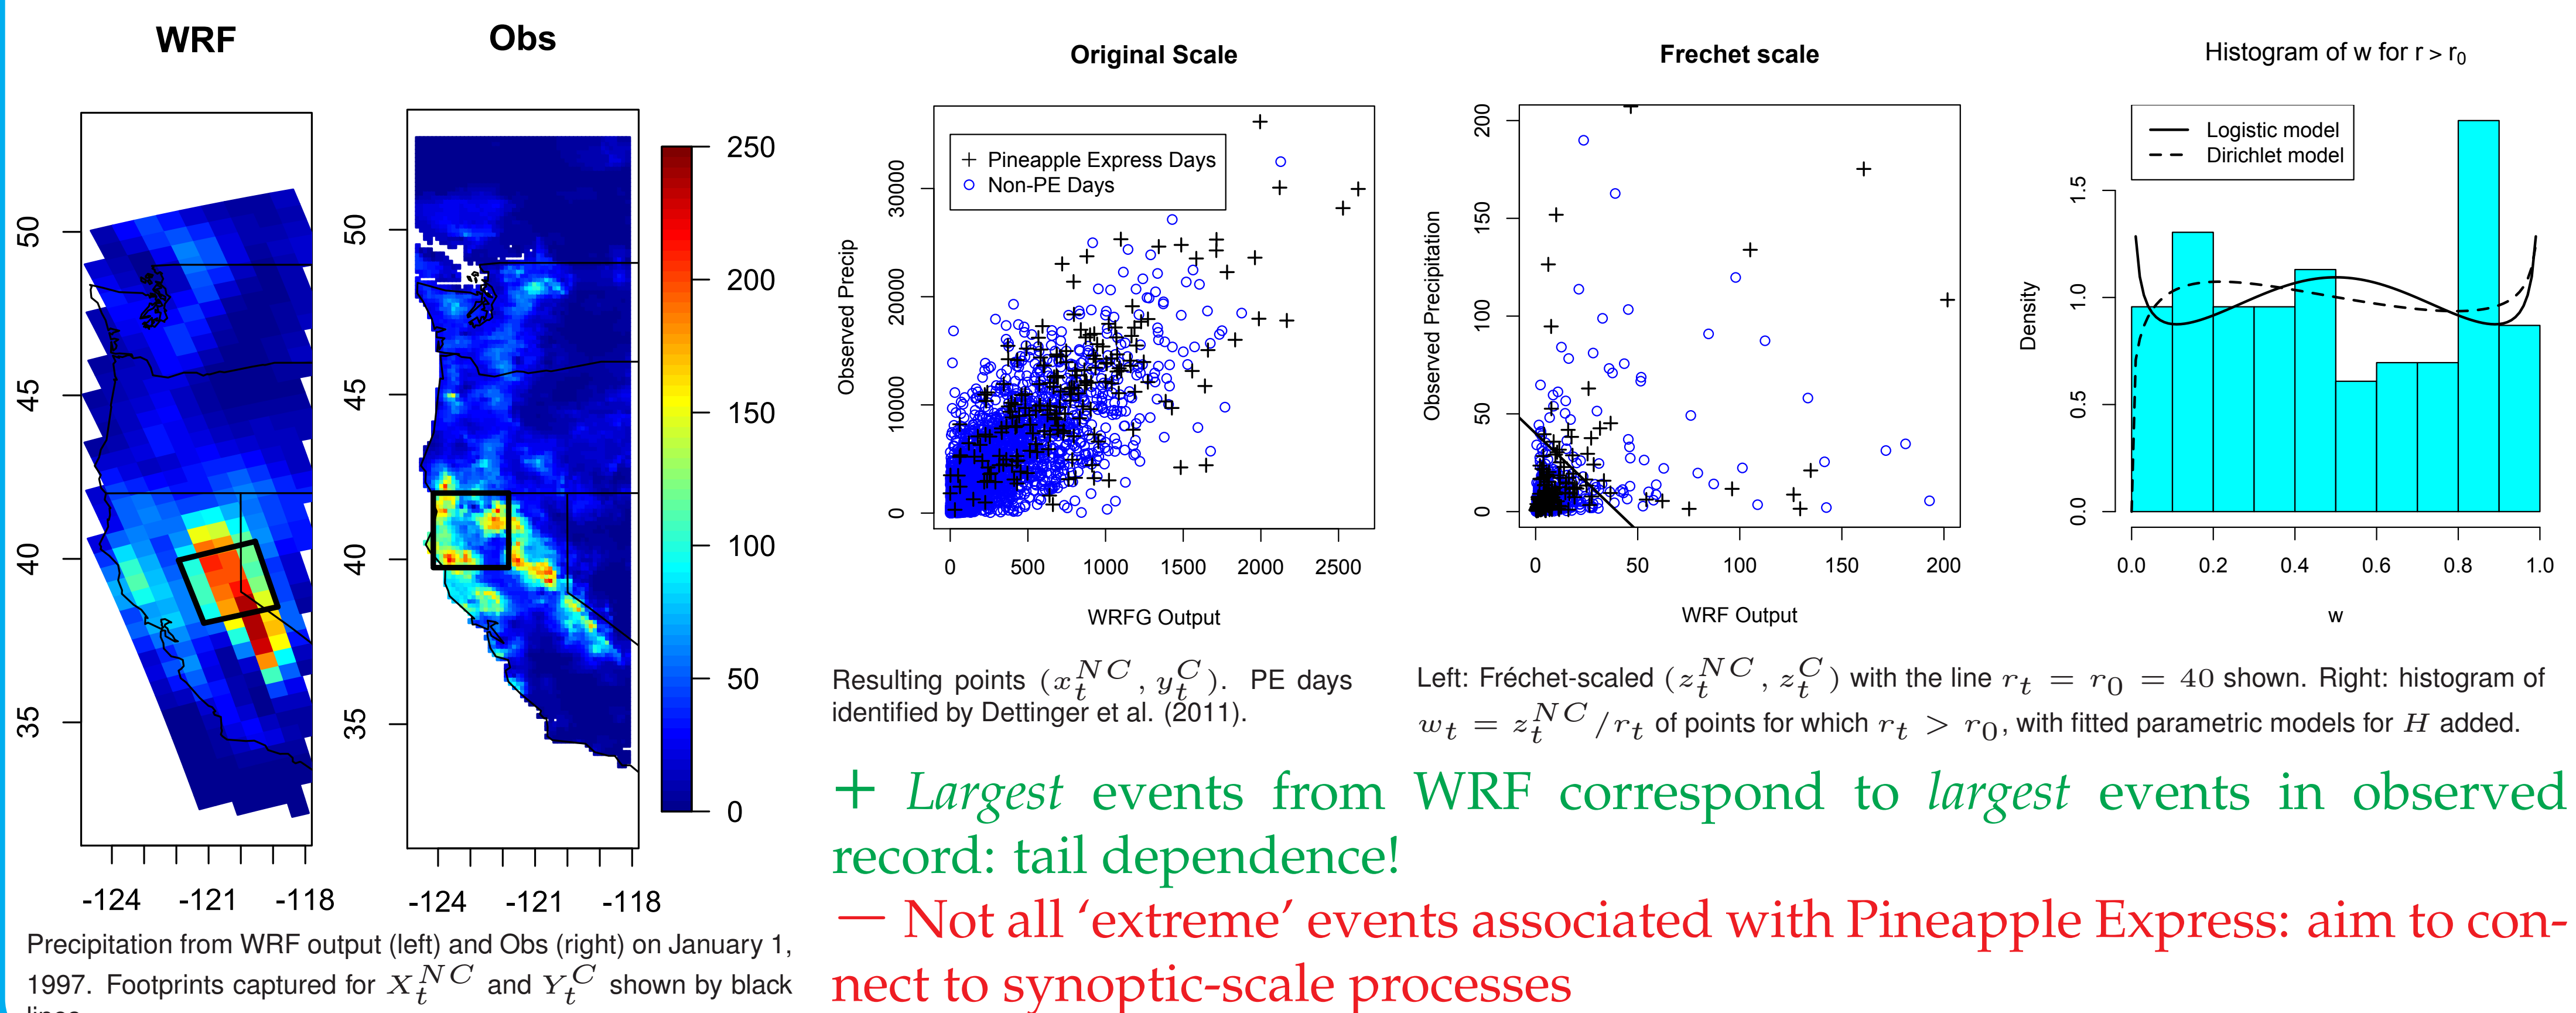 WRF
Obs
50
45
40
35
-124 -121 -118
50
45
40
35
-124 -121 -118
250
200
150
100
50
0
Precipitation from WRF output (left) and Obs (right) on January 1,
1997. Footprints captured for X_t^{NC} and Y_t^C shown by black
Original Scale
+ Pineapple Express Days
○ Non-PE Days
Observed Precip
30000
20000
10000
0
0 500 1000 1500 2000 2500
WRFG Output
Resulting points (x_t^{NC}, y_t^C). PE days
identified by Dettinger et al. (2011).
Frechet scale
Observed Precipitation
200
150
100
50
0
0 50 100 150 200
WRF Output
Histogram of w for r > r_0
Logistic model
Dirichlet model
Density
1.5
1.0
0.5
0.0
0.0 0.2 0.4 0.6 0.8 1.0
w
Left: Fréchet-scaled (z_t^{NC}, z_t^C) with the line r_t = r_0 = 40 shown. Right: histogram of
w_t = z_t^{NC}/r_t of points for which r_t > r_0, with fitted parametric models for H added.
+ Largest events from WRF correspond to largest events in observed
record: tail dependence!
— Not all ‘extreme’ events associated with Pineapple Express: aim to con-
nect to synoptic-scale processes